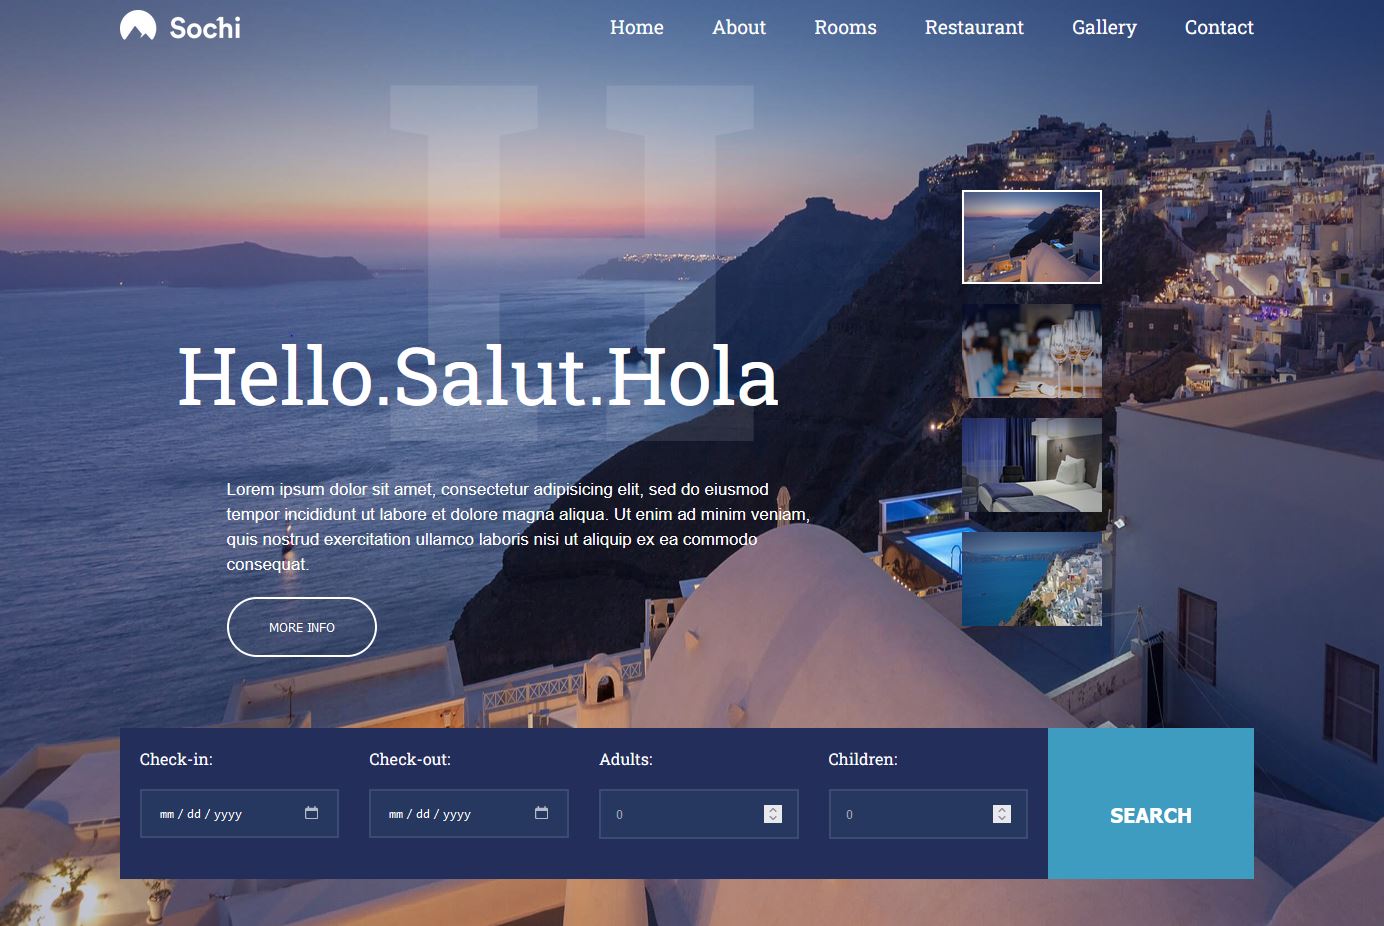 Sochi
Home About Rooms Restaurant Gallery Contact
H
Hello.Salut.Hola
Lorem ipsum dolor sit amet, consectetur adipisicing elit, sed do eiusmod
tempor incididunt ut labore et dolore magna aliqua. Ut enim ad minim veniam,
quis nostrud exercitation ullamco laboris nisi ut aliquip ex ea commodo
consequat.
MORE INFO
Check-in: Check-out: Adults: Children:
mm / dd / yyyy mm / dd / yyyy 0 0
SEARCH